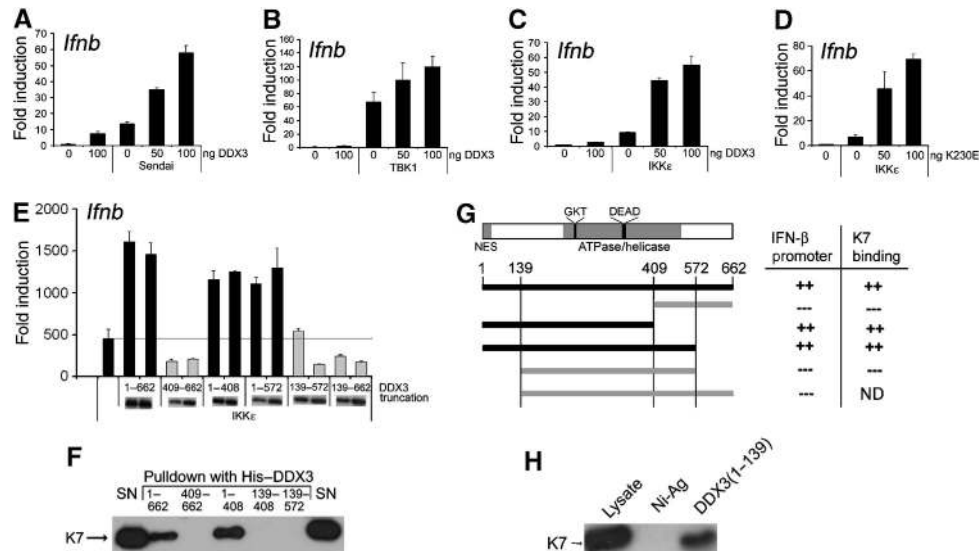 A
Ifnb
Fold induction
70
60
50
40
30
20
10
0
0 100 0 50 100 ng DDX3
Sendai
B
Ifnb
Fold induction
160
140
120
100
80
60
40
20
0
0 100 0 50 100 ng DDX3
TBK1
C
Ifnb
Fold induction
70
60
50
40
30
20
10
0
0 100 0 50 100 ng DDX3
IKKε
D
Ifnb
Fold induction
80
60
40
20
0
0 0 50 100 ng K230E
IKKε
E
Ifnb
Fold induction
2000
1500
1000
500
0
1–662 409–662 1–408 1–572 139–572 139–662 DDX3
truncation
IKKε
G
GKT DEAD
NES ATPase/helicase
1 139 409 572 662
IFN-β promoter K7 binding
++ ++
--- ---
++ ++
++ ++
--- ---
--- ND
F
Pulldown with His–DDX3
SN 1–662 409–662 1–408 139–408 139–572 SN
K7 →
H
Lysate Ni-Ag DDX3(1–139)
K7 →